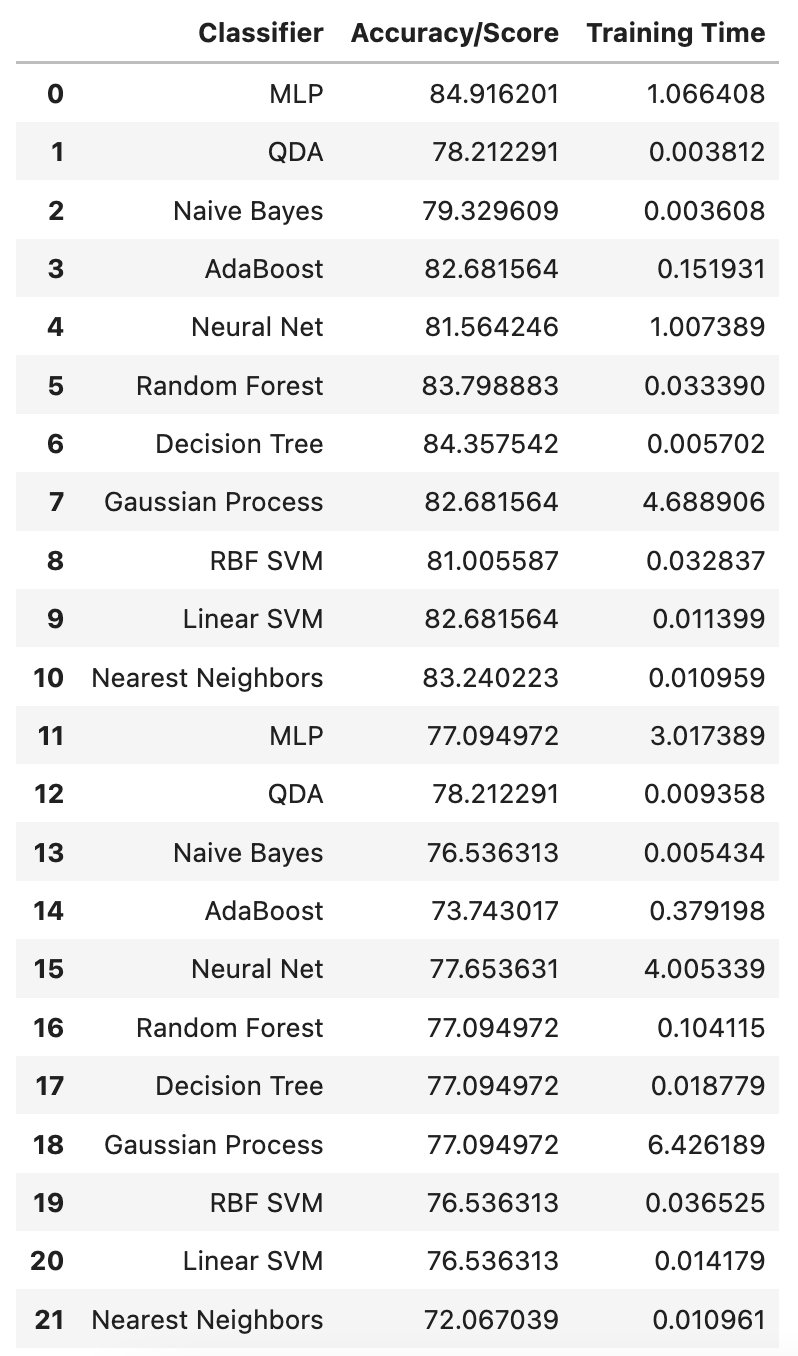 Classifier Accuracy/Score Training Time
0 MLP 84.916201 1.066408
1 QDA 78.212291 0.003812
2 Naive Bayes 79.329609 0.003608
3 AdaBoost 82.681564 0.151931
4 Neural Net 81.564246 1.007389
5 Random Forest 83.798883 0.033390
6 Decision Tree 84.357542 0.005702
7 Gaussian Process 82.681564 4.688906
8 RBF SVM 81.005587 0.032837
9 Linear SVM 82.681564 0.011399
10 Nearest Neighbors 83.240223 0.010959
11 MLP 77.094972 3.017389
12 QDA 78.212291 0.009358
13 Naive Bayes 76.536313 0.005434
14 AdaBoost 73.743017 0.379198
15 Neural Net 77.653631 4.005339
16 Random Forest 77.094972 0.104115
17 Decision Tree 77.094972 0.018779
18 Gaussian Process 77.094972 6.426189
19 RBF SVM 76.536313 0.036525
20 Linear SVM 76.536313 0.014179
21 Nearest Neighbors 72.067039 0.010961